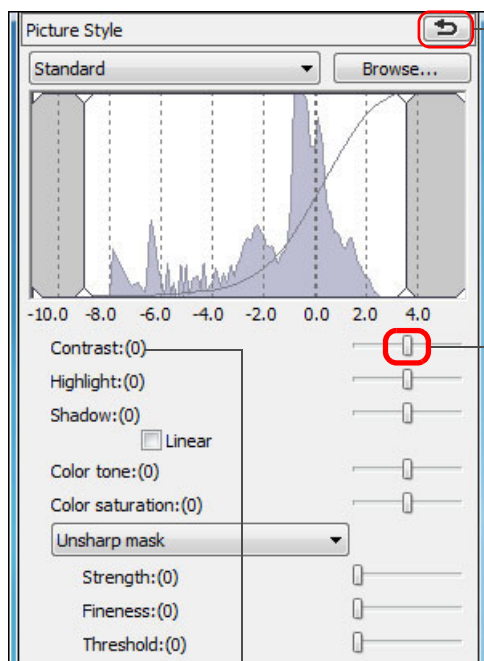 Picture Style
Standard Browse...
-10.0 -8.0 -6.0 -4.0 -2.0 0.0 2.0 4.0
Contrast:(0)
Highlight:(0)
Shadow:(0)
Linear
Color tone:(0)
Color saturation:(0)
Unsharp mask
Strength:(0)
Fineness:(0)
Threshold:(0)